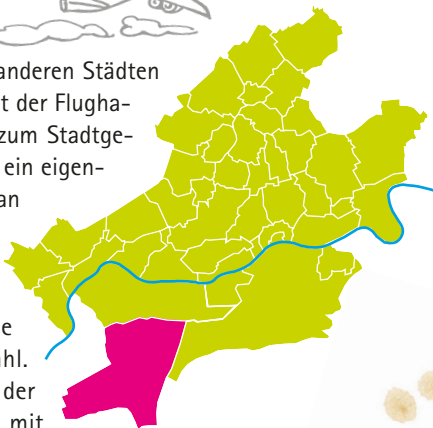 anderen Städten
t der Flugha-
zum Stadtge-
ein eigen-
an
e
hl.
der
mit